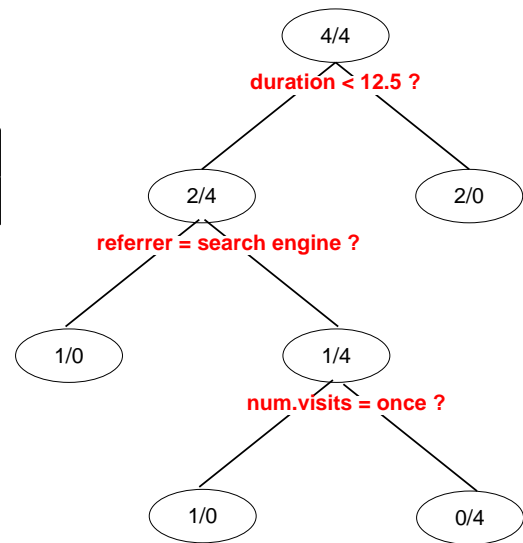 4/4
duration < 12.5 ?
2/4
2/0
referrer = search engine ?
1/0
1/4
num.visits = once ?
1/0
0/4